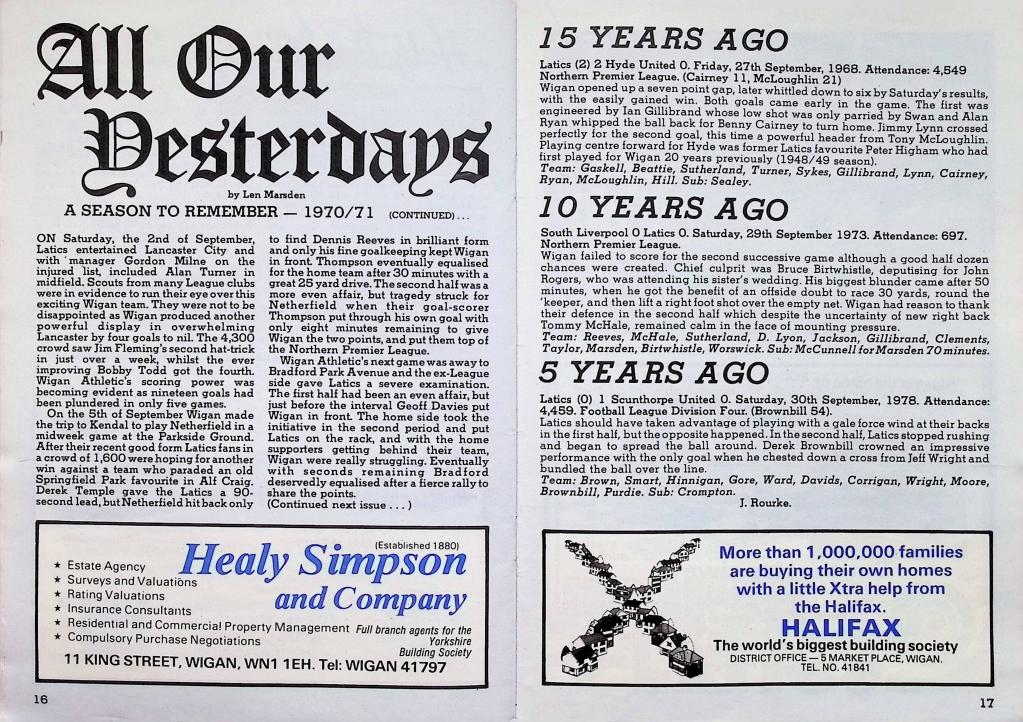 All Our
Yesterdays
by Len Marsden
A SEASON TO REMEMBER — 1970/71 (CONTINUED) ...
ON Saturday, the 2nd of September,
Latics entertained Lancaster City and
with manager Gordon Milne on the
injured list, included Alan Turner in
midfield. Scouts from many League clubs
were in evidence to run their eye over this
exciting Wigan team. They were not to be
disappointed as Wigan produced another
powerful display in overwhelming
Lancaster by four goals to nil. The 4,300
crowd saw Jim Fleming's second hat-trick
in just over a week, whilst the ever
improving Bobby Todd got the fourth.
Wigan Athletic's scoring power was
becoming evident as nineteen goals had
been plundered in only five games.
On the 5th of September Wigan made
the trip to Kendal to play Netherfield in a
midweek game at the Parkside Ground.
After their recent good form Latics fans in
a crowd of 1,600 were hoping for another
win against a team who paraded an old
Springfield Park favourite in Alf Craig.
Derek Temple gave the Latics a 90-
second lead, but Netherfield hit back only
to find Dennis Reeves in brilliant form
and only his fine goalkeeping kept Wigan
in front. Thompson eventually equalised
for the home team after 30 minutes with a
great 25 yard drive. The second half was a
more even affair, but tragedy struck for
Netherfield when their goal-scorer
Thompson put through his own goal with
only eight minutes remaining to give
Wigan the two points, and put them top of
the Northern Premier League.
Wigan Athletic's next game was away to
Bradford Park Avenue and the ex-League
side gave Latics a severe examination.
The first half had been an even affair, but
just before the interval Geoff Davies put
Wigan in front. The home side took the
initiative in the second period and put
Latics on the rack, and with the home
supporters getting behind their team,
Wigan were really struggling. Eventually
with seconds remaining Bradford
deservedly equalised after a fierce rally to
share the points.
(Continued next issue . . . )
(Established 1880)
Healy Simpson
and Company
★ Estate Agency
★ Surveys and Valuations
★ Rating Valuations
★ Insurance Consultants
★ Residential and Commercial Property Management
★ Compulsory Purchase Negotiations
Full branch agents for the
Yorkshire
Building Society
11 KING STREET, WIGAN, WN1 1EH. Tel: WIGAN 41797
16
15 YEARS AGO
Latics (2) 2 Hyde United 0. Friday, 27th September, 1968. Attendance: 4,549
Northern Premier League. (Cairney 11, McLoughlin 21)
Wigan opened up a seven point gap, later whittled down to six by Saturday's results,
with the easily gained win. Both goals came early in the game. The first was
engineered by Ian Gillibrand whose low shot was only parried by Swan and Alan
Ryan whipped the ball back for Benny Cairney to turn home. Jimmy Lynn crossed
perfectly for the second goal, this time a powerful header from Tony McLoughlin.
Playing centre forward for Hyde was former Latics favourite Peter Higham who had
first played for Wigan 20 years previously (1948/49 season).
Team: Gaskell, Beattie, Sutherland, Turner, Sykes, Gillibrand, Lynn, Cairney,
Ryan, McLoughlin, Hill. Sub: Sealey.
10 YEARS AGO
South Liverpool 0 Latics 0. Saturday, 29th September 1973. Attendance: 697.
Northern Premier League.
Wigan failed to score for the second successive game although a good half dozen
chances were created. Chief culprit was Bruce Birtwhistle, deputising for John
Rogers, who was attending his sister's wedding. His biggest blunder came after 50
minutes, when he got the benefit of an offside doubt to race 30 yards, round the
'keeper, and then lift a right foot shot over the empty net. Wigan had reason to thank
their defence in the second half which despite the uncertainty of new right back
Tommy McHale, remained calm in the face of mounting pressure.
Team: Reeves, McHale, Sutherland, D. Lyon, Jackson, Gillibrand, Clements,
Taylor, Marsden, Birtwhistle, Worswick. Sub: McCunnell for Marsden 70 minutes.
5 YEARS AGO
Latics (0) 1 Scunthorpe United 0. Saturday, 30th September, 1978. Attendance:
4,459. Football League Division Four. (Brownbill 54).
Latics should have taken advantage of playing with a gale force wind at their backs
in the first half, but the opposite happened. In the second half, Latics stopped rushing
and began to spread the ball around. Derek Brownbill crowned an impressive
performance with the only goal when he chested down a cross from Jeff Wright and
bundled the ball over the line.
Team: Brown, Smart, Hinnigan, Gore, Ward, Davids, Corrigan, Wright, Moore,
Brownbill, Purdie. Sub: Crompton.
J. Rourke.
More than 1,000,000 families
are buying their own homes
with a little Xtra help from
the Halifax.
HALIFAX
The world's biggest building society
DISTRICT OFFICE — 5 MARKET PLACE, WIGAN.
TEL. NO. 41841
17